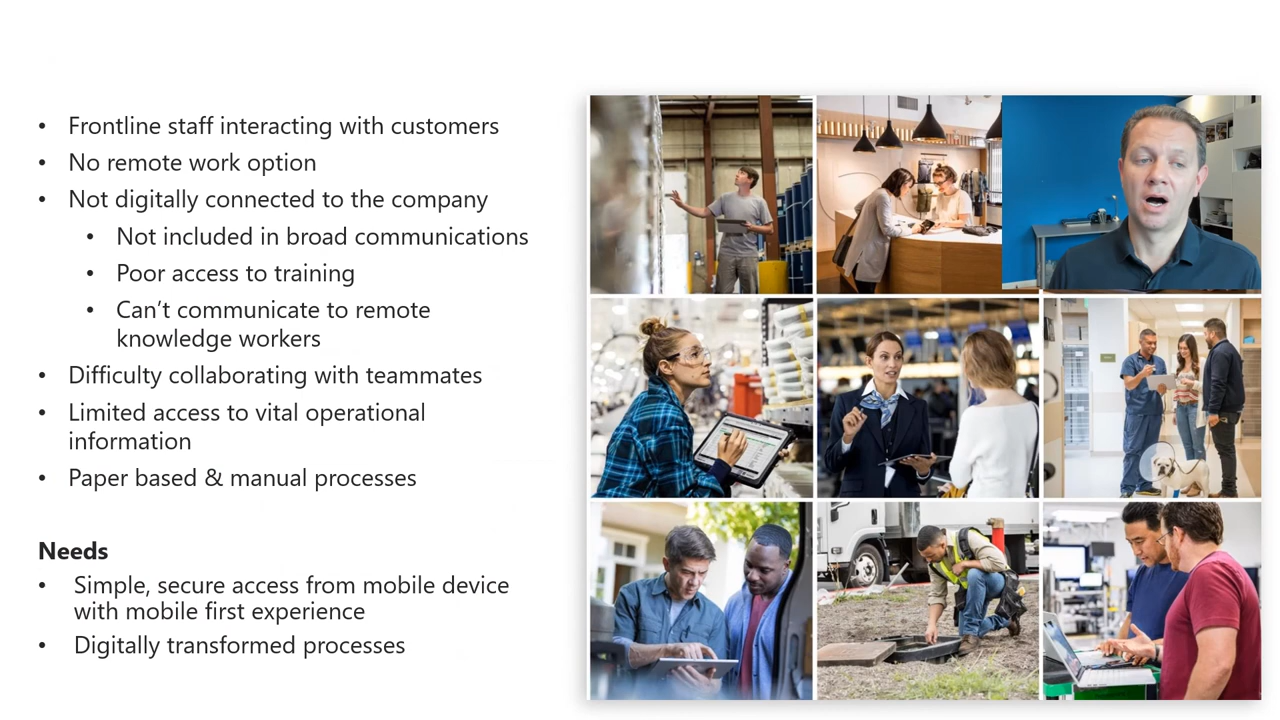 • Frontline staff interacting with customers
• No remote work option
• Not digitally connected to the company
• Not included in broad communications
• Poor access to training
• Can’t communicate to remote
knowledge workers
• Difficulty collaborating with teammates
• Limited access to vital operational
information
• Paper based & manual processes
Needs
• Simple, secure access from mobile device
with mobile first experience
• Digitally transformed processes